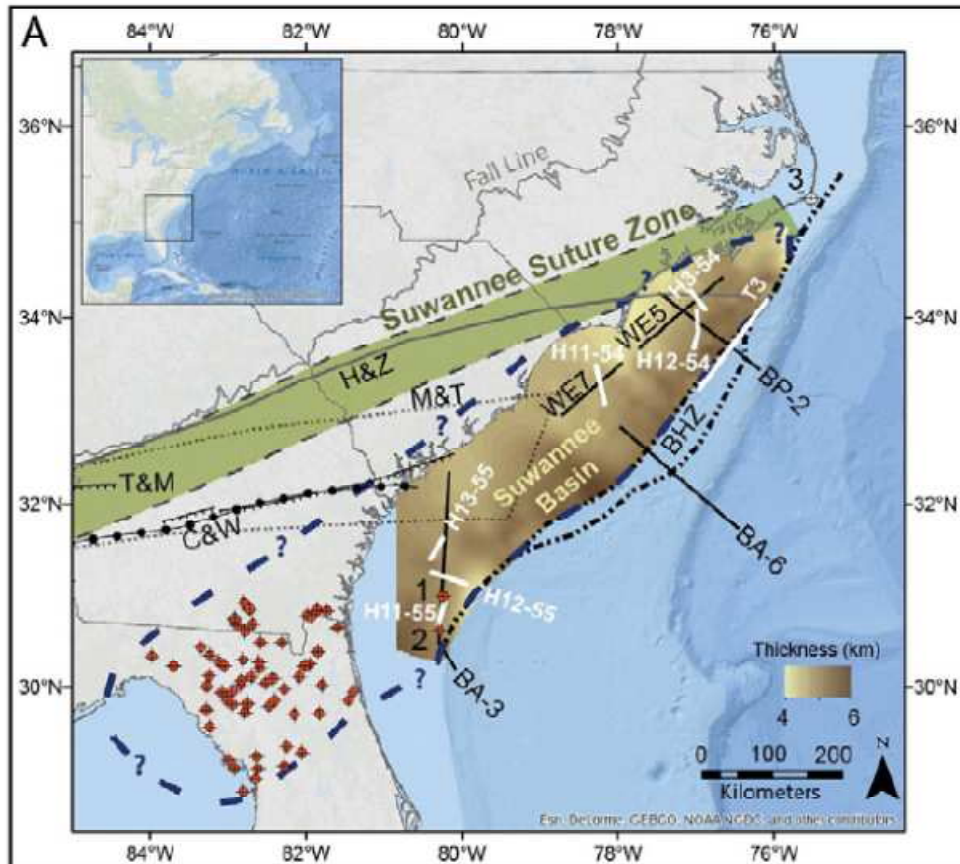 A
84°W 82°W 80°W 78°W 76°W
36°N 36°N
Fall Line
3
Suwannee Suture Zone
?
?
H3-54
r3
34°N 34°N
WE5
H&Z
H11-54
H12-54
M&T
WE7
BP-2
?
BHZ
Suwannee
Basin
T&M
32°N 32°N
H13-55
C&W
BA-6
?
1
H11-55
H12-55
2
Thickness (km)
4 6
30°N 30°N
?
BA-3
?
N
0 100 200
Kilometers
Esri, DeLorme, GEBCO, NOAA NGDC, and other contributors
84°W 82°W 80°W 78°W 76°W